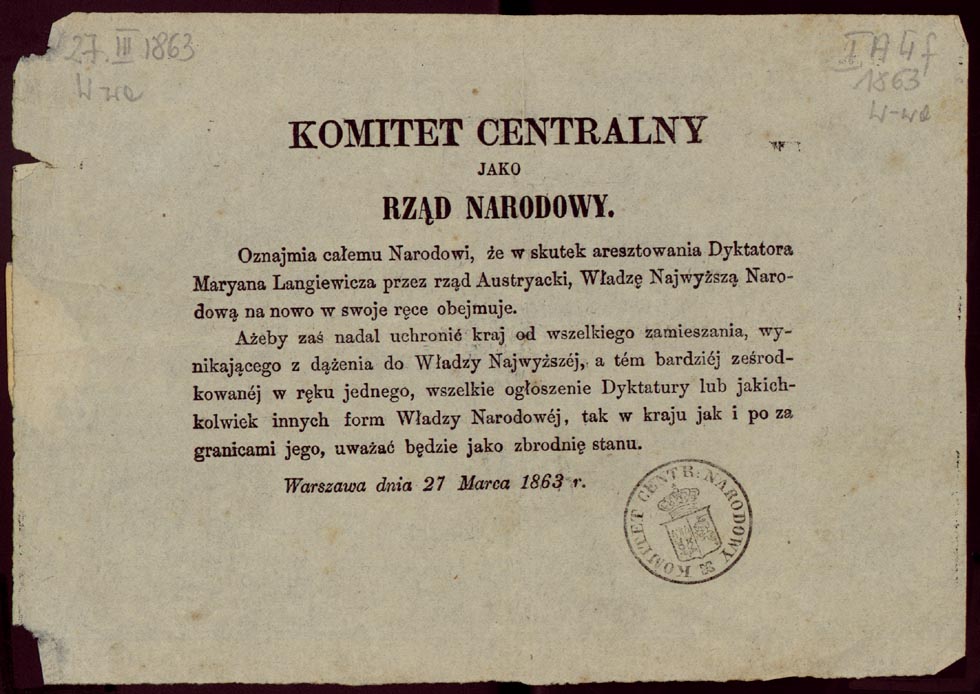 27. III 1863
W-wa
I A 4 f
1863
W-wa
KOMITET CENTRALNY
JAKO
RZĄD NARODOWY.
Oznajmia całemu Narodowi, że w skutek aresztowania Dyktatora
Maryana Langiewicza przez rząd Austryacki, Władzę Najwyższą Naro-
dową na nowo w swoje ręce obejmuje.
Ażeby zaś nadal uchronić kraj od wszelkiego zamieszania, wy-
nikającego z dążenia do Władzy Najwyższéj, a tém bardziéj ześrod-
kowanéj w ręku jednego, wszelkie ogłoszenie Dyktatury lub jakich-
kolwiek innych form Władzy Narodowéj, tak w kraju jak i po za
granicami jego, uważać będzie jako zbrodnię stanu.
Warszawa dnia 27 Marca 1863 r.
KOMITET CENTR: NARODOWY